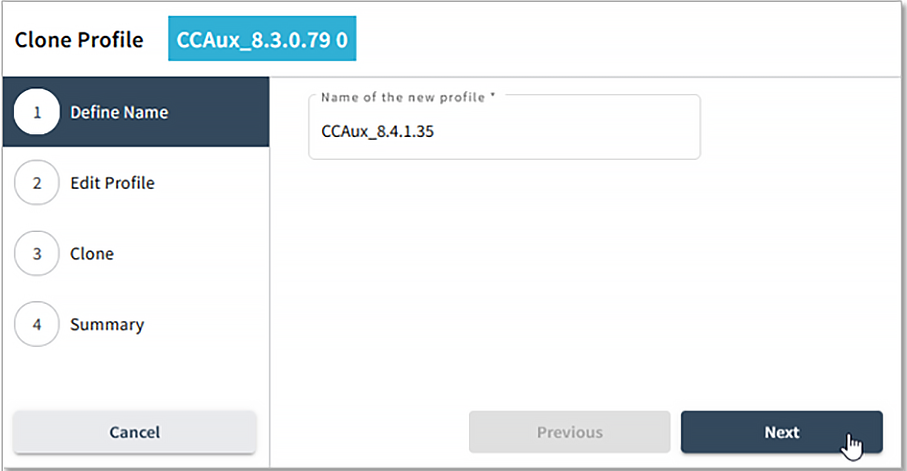 Clone Profile CCAux_8.3.0.79 0
1 Define Name
Name of the new profile *
CCAux_8.4.1.35
2 Edit Profile
3 Clone
4 Summary
Cancel
Previous
Next